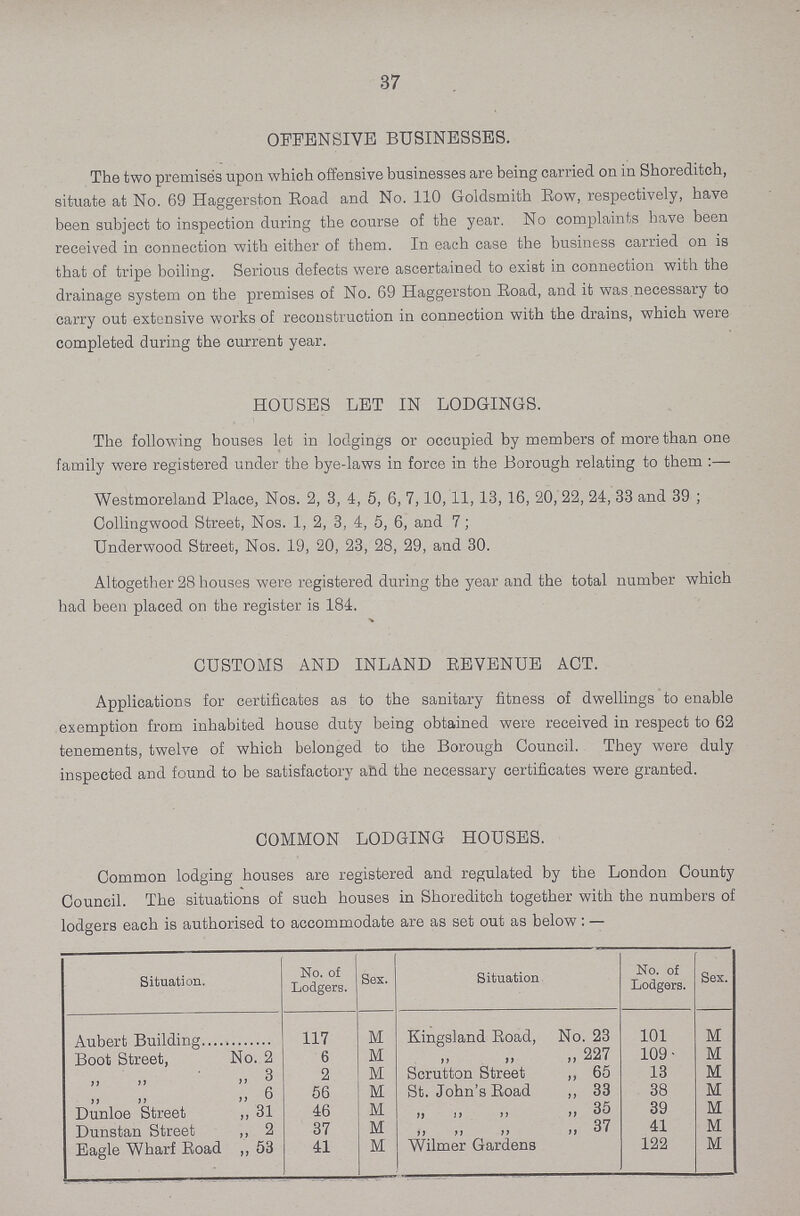 37
OFFENSIVE BUSINESSES.
The two premises upon which offensive businesses are being carried on in Shoreditch,
situate at No. 69 Haggerston Road and No. 110 Goldsmith Row, respectively, have
been subject to inspection during the course of the year. No complaints have been
received in connection with either of them. In each case the business carried on is
that of tripe boiling. Serious defects were ascertained to exist in connection with the
drainage system on the premises of No. 69 Haggerston Road, and it was necessary to
carry out extensive works of reconstruction in connection with the drains, which were
completed during the current year.
HOUSES LET IN LODGINGS.
The following houses let in lodgings or occupied by members of more than one
family were registered under the bye-laws in force in the Borough relating to them :—
Westmoreland Place, Nos. 2, 3, 4, 5, 6, 7, 10, 11, 13, 16, 20, 22, 24, 33 and 39 ;
Collingwood Street, Nos. 1, 2, 3, 4, 5, 6, and 7 ;
Underwood Street, Nos. 19, 20, 23, 28, 29, and 30.
Altogether 28 houses were registered during the year and the total number which
had been placed on the register is 184.
CUSTOMS AND INLAND REVENUE ACT.
Applications for certificates as to the sanitary fitness of dwellings to enable
exemption from inhabited house duty being obtained were received in respect to 62
tenements, twelve of which belonged to the Borough Council. They were duly
inspected and found to be satisfactory and the necessary certificates were granted.
COMMON LODGING HOUSES.
Common lodging houses are registered and regulated by the London County
Council. The situations of such houses in Shoreditch together with the numbers of
lodgers each is authorised to accommodate are as set out as below : —
Situation. No. of Lodgers. Sex. Situation No. of Lodgers. Sex.
Aubert Building............ 117 M Kingsland Road, No. 23 101 M
Boot Street, No. 2 6 M ,, ,, ,, 227 109 M
,, ,, ,, 3 2 M Scrutton Street ,, 65 13 M
,, ,, ,, 6 56 M St. John's Road ,, 33 38 M
Dunloe Street ,, 31 46 M ,, ,, ,, ,, 35 39 M
Dunstan Street ,, 2 37 M ,, ,, ,, ,, 37 41 M
Eagle Wharf Road ,, 53 41 M Wilmer Gardens 122 M